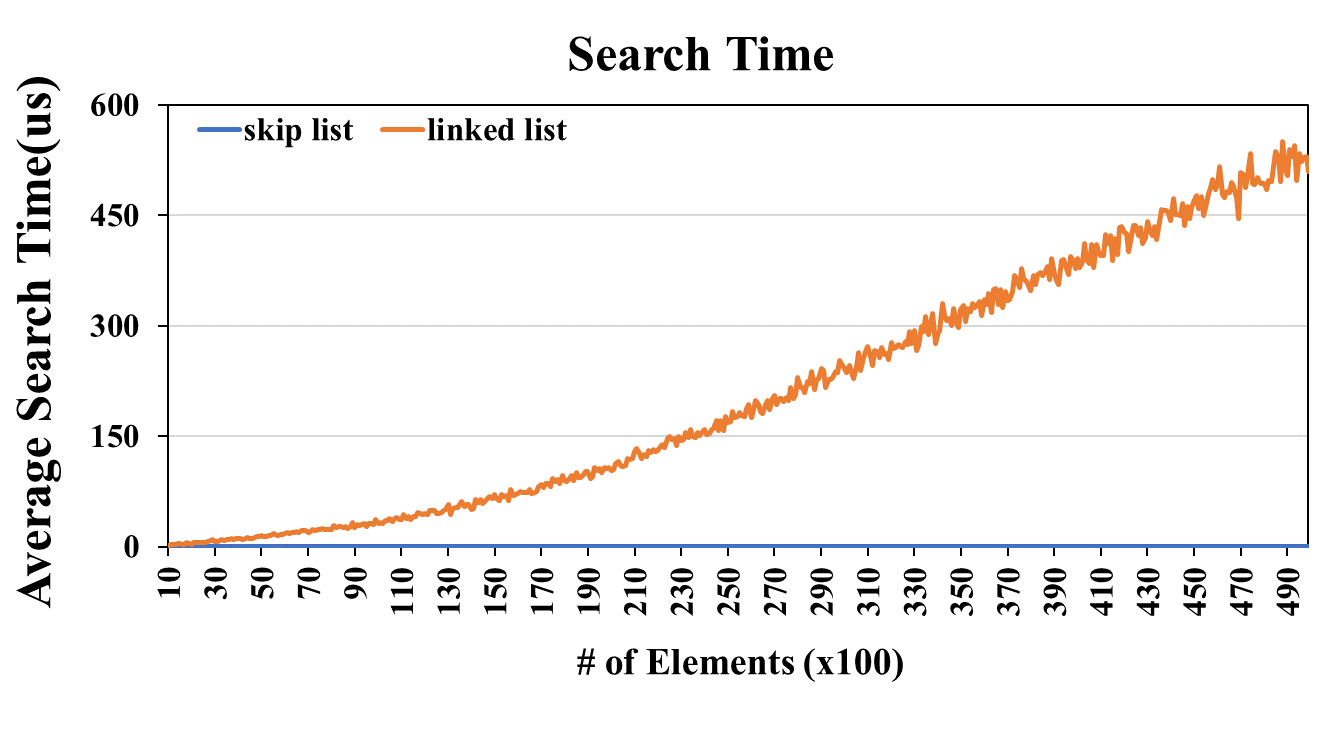 Search Time
Average Search Time(us)
600
450
300
150
0
skip list
linked list
10 30 50 70 90 110 130 150 170 190 210 230 250 270 290 310 330 350 370 390 410 430 450 470 490
# of Elements (x100)